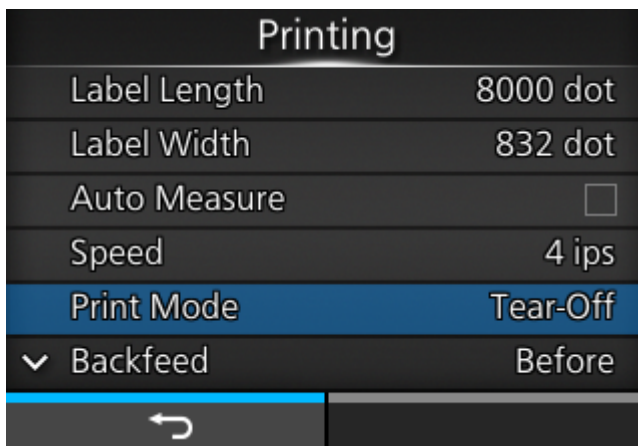 Printing
Label Length 8000 dot
Label Width 832 dot
Auto Measure
Speed 4 ips
Print Mode Tear-Off
Backfeed Before